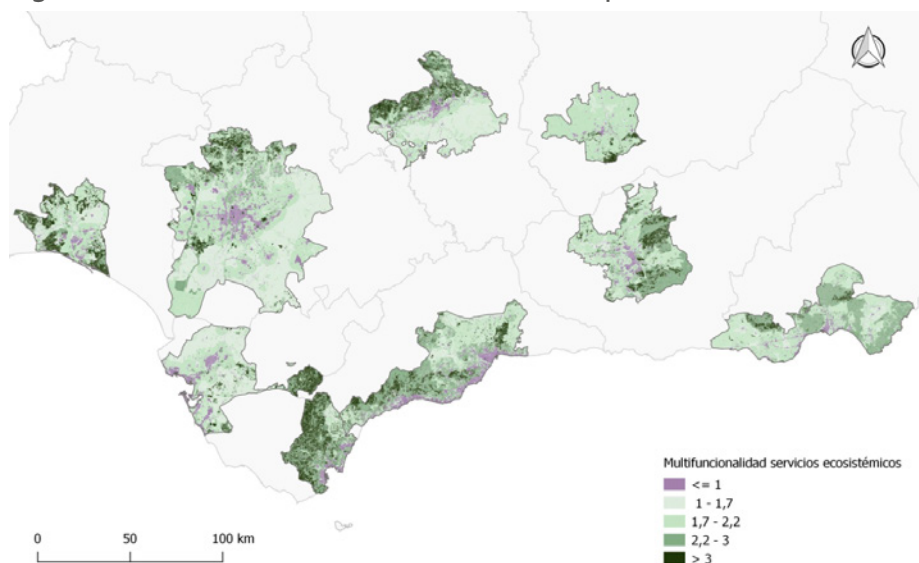 Multifuncionalidad servicios ecosistémicos
<= 1
1 - 1,7
1,7 - 2,2
2,2 - 3
> 3
0 50 100 km